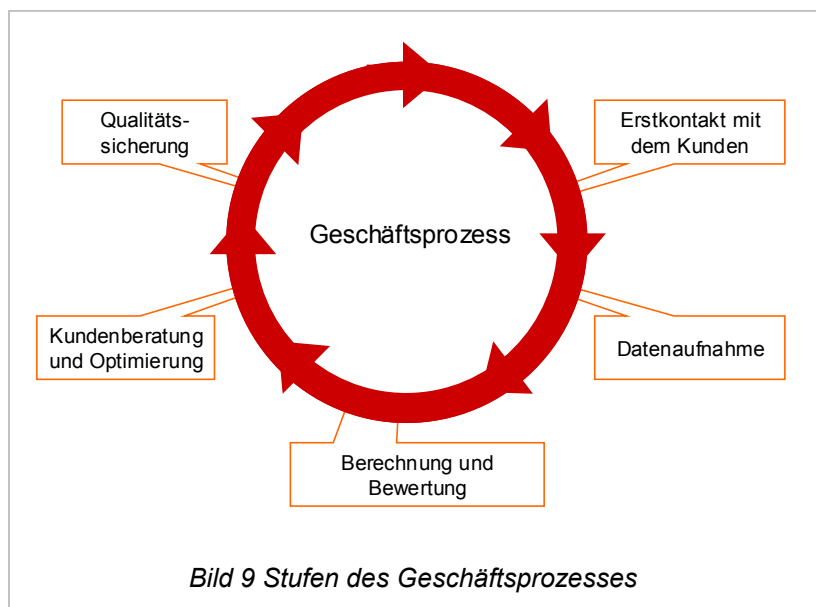 Qualitäts-
sicherung
Erstkontakt mit
dem Kunden
Geschäftsprozess
Kundenberatung
und Optimierung
Datenaufnahme
Berechnung und
Bewertung
Bild 9 Stufen des Geschäftsprozesses